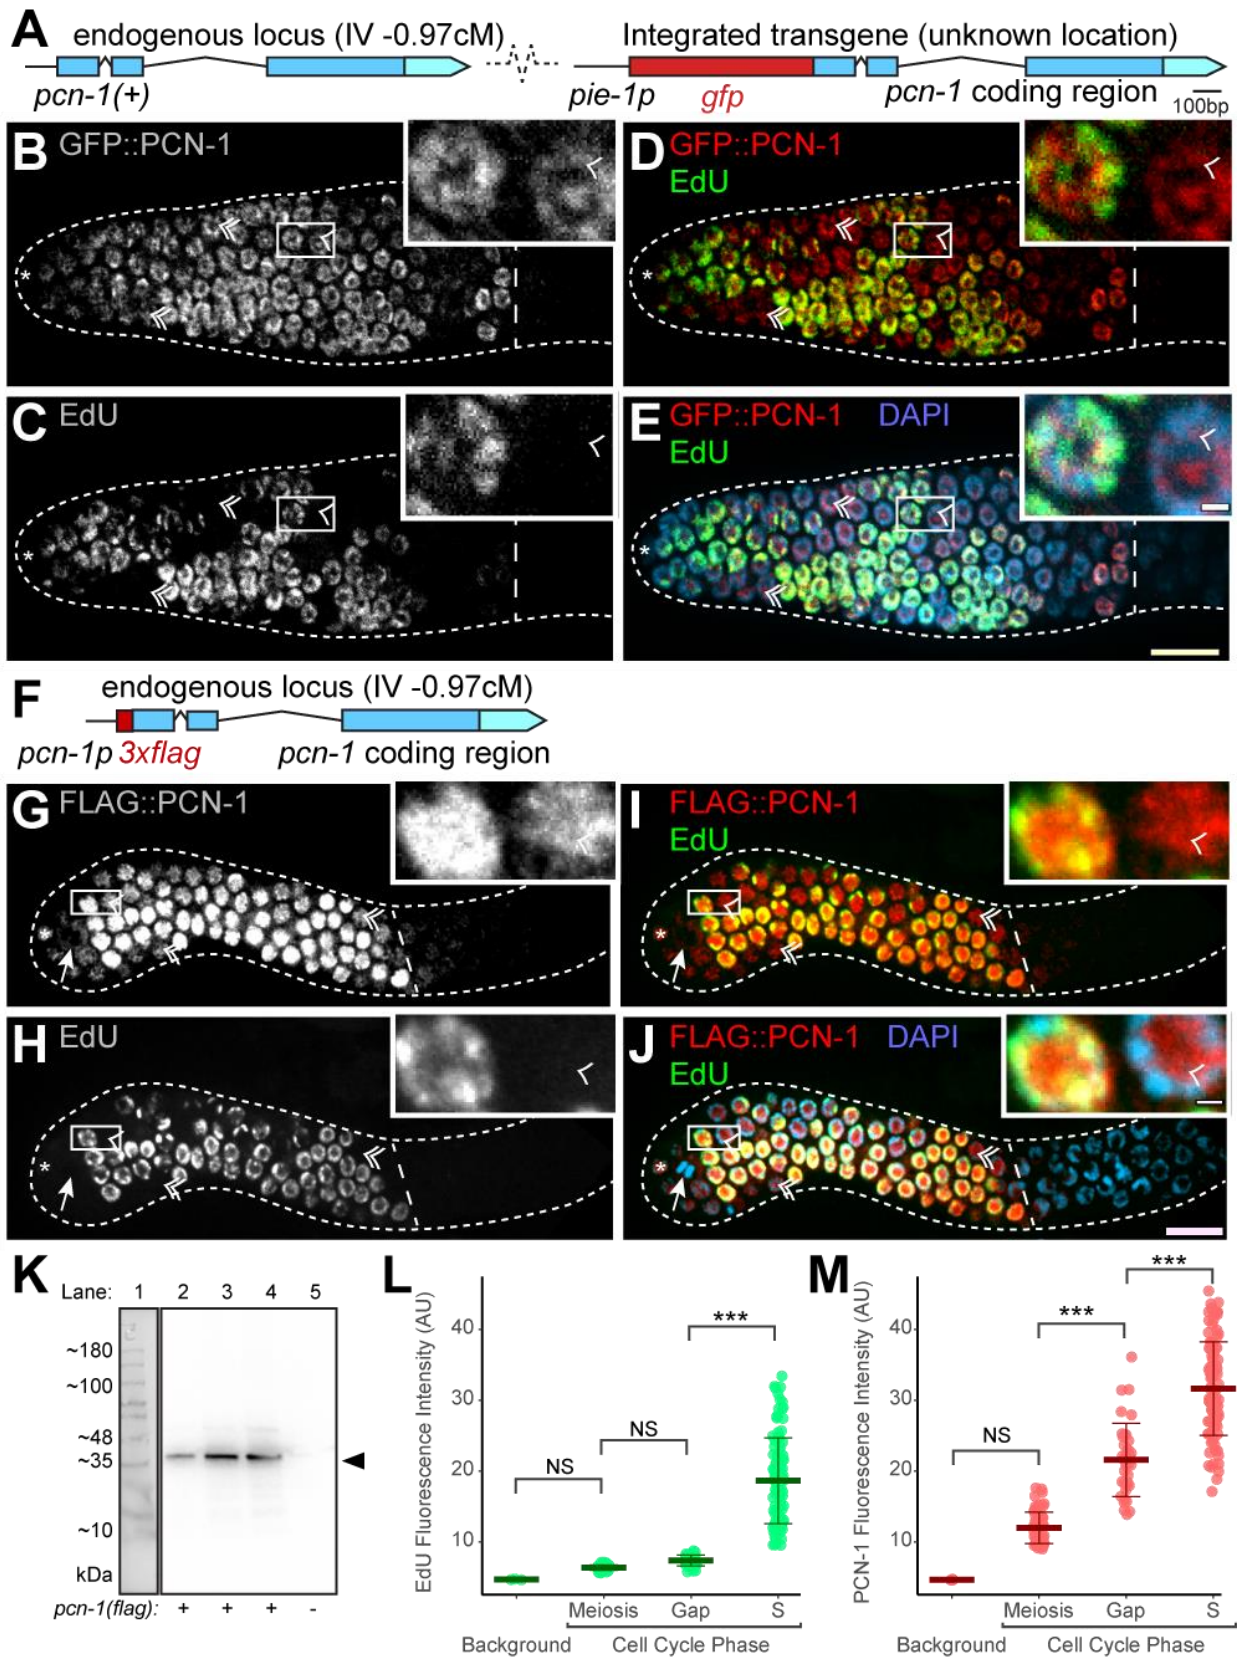 A endogenous locus (IV -0.97cM) Integrated transgene (unknown location)
pcn-1(+) pie-1p gfp pcn-1 coding region 100bp
B GFP::PCN-1
D GFP::PCN-1
EdU
*
*
C EdU
E GFP::PCN-1 DAPI
EdU
*
*
F endogenous locus (IV -0.97cM)
pcn-1p 3xflag pcn-1 coding region
G FLAG::PCN-1
I FLAG::PCN-1
EdU
*
*
H EdU
J FLAG::PCN-1 DAPI
EdU
*
*
K
Lane: 1 2 3 4 5
~180
~100
~48
~35
~10
kDa
pcn-1(flag): + + + -
L
EdU Fluorescence Intensity (AU)
40
30
20
10
NS
NS
***
Meiosis Gap S
Background Cell Cycle Phase
M
PCN-1 Fluorescence Intensity (AU)
40
30
20
10
NS
***
***
Meiosis Gap S
Background Cell Cycle Phase